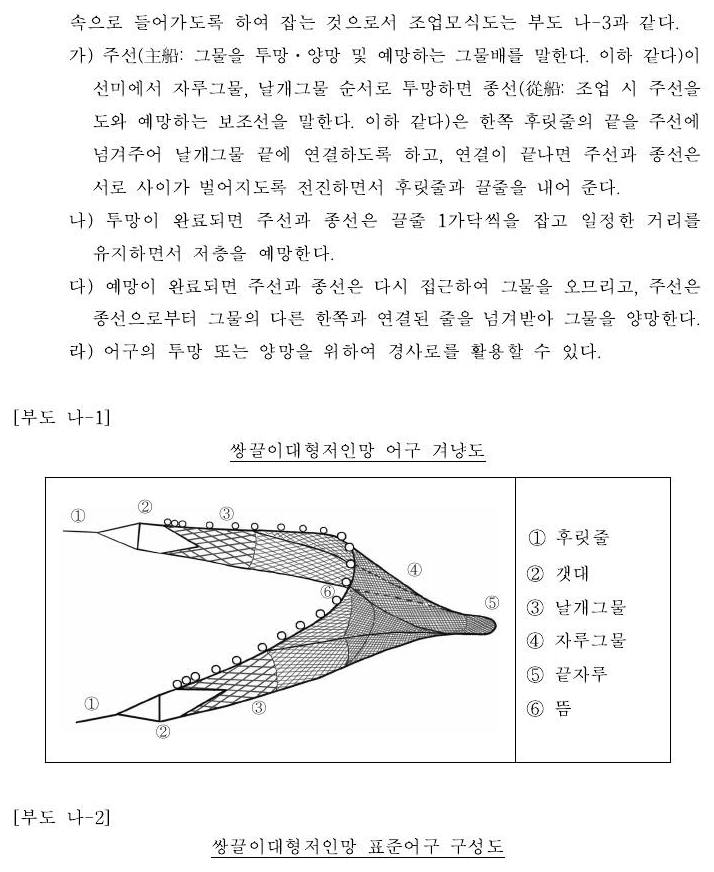 속으로 들어가도록 하여 잡는 것으로서 조업모식도는 부도 나-3과 같다.
가) 주선(主船: 그물을 투망・양망 및 예망하는 그물배를 말한다. 이하 같다)이
선미에서 자루그물, 날개그물 순서로 투망하면 종선(從船: 조업 시 주선을
도와 예망하는 보조선을 말한다. 이하 같다)은 한쪽 후릿줄의 끝을 주선에
넘겨주어 날개그물 끝에 연결하도록 하고, 연결이 끝나면 주선과 종선은
서로 사이가 벌어지도록 전진하면서 후릿줄과 끌줄을 내어 준다.
나) 투망이 완료되면 주선과 종선은 끌줄 1가닥씩을 잡고 일정한 거리를
유지하면서 저층을 예망한다.
다) 예망이 완료되면 주선과 종선은 다시 접근하여 그물을 오므리고, 주선은
종선으로부터 그물의 다른 한쪽과 연결된 줄을 넘겨받아 그물을 양망한다.
라) 어구의 투망 또는 양망을 위하여 경사로를 활용할 수 있다.
[부도 나-1]
쌍끌이대형저인망 어구 겨냥도
① ② ③
④
⑥ ⑤
① ② ③
① 후릿줄
② 갯대
③ 날개그물
④ 자루그물
⑤ 끝자루
⑥ 뜸
[부도 나-2]
쌍끌이대형저인망 표준어구 구성도